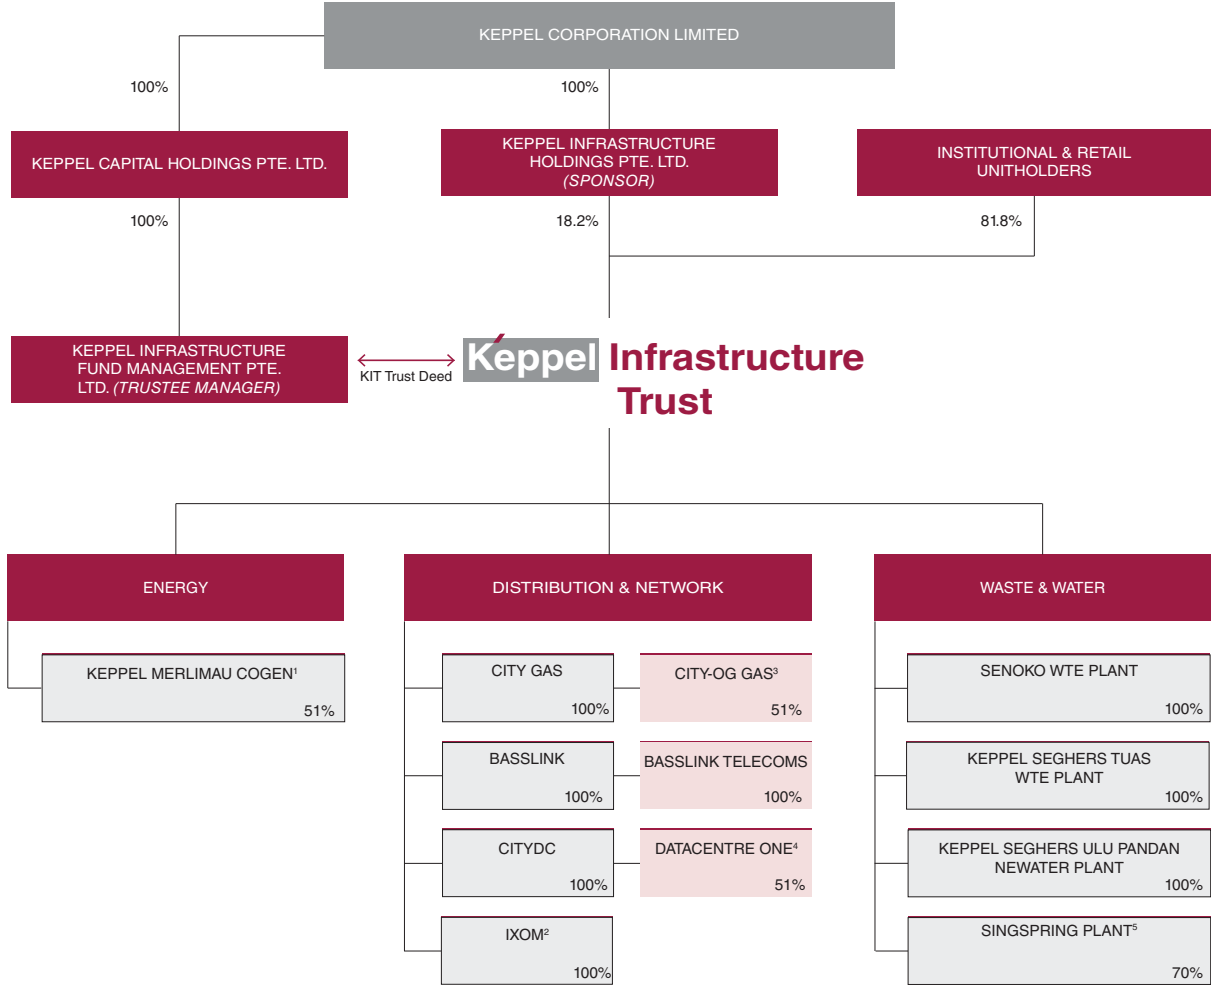 KEPPEL CORPORATION LIMITED
100%
100%
KEPPEL CAPITAL HOLDINGS PTE. LTD.
KEPPEL INFRASTRUCTURE
HOLDINGS PTE. LTD.
(SPONSOR)
INSTITUTIONAL & RETAIL
UNITHOLDERS
100%
18.2%
81.8%
KEPPEL INFRASTRUCTURE
FUND MANAGEMENT PTE.
LTD. (TRUSTEE MANAGER)
KIT Trust Deed
Keppel Infrastructure
Trust
ENERGY
DISTRIBUTION & NETWORK
WASTE & WATER
KEPPEL MERLIMAU COGEN¹
51%
CITY GAS
100%
CITY-OG GAS³
51%
BASSLINK
100%
BASSLINK TELECOMS
100%
CITYDC
100%
DATACENTRE ONE⁴
51%
IXOM²
100%
SENOKO WTE PLANT
100%
KEPPEL SEGHERS TUAS
WTE PLANT
100%
KEPPEL SEGHERS ULU PANDAN
NEWATER PLANT
100%
SINGSPRING PLANT⁵
70%